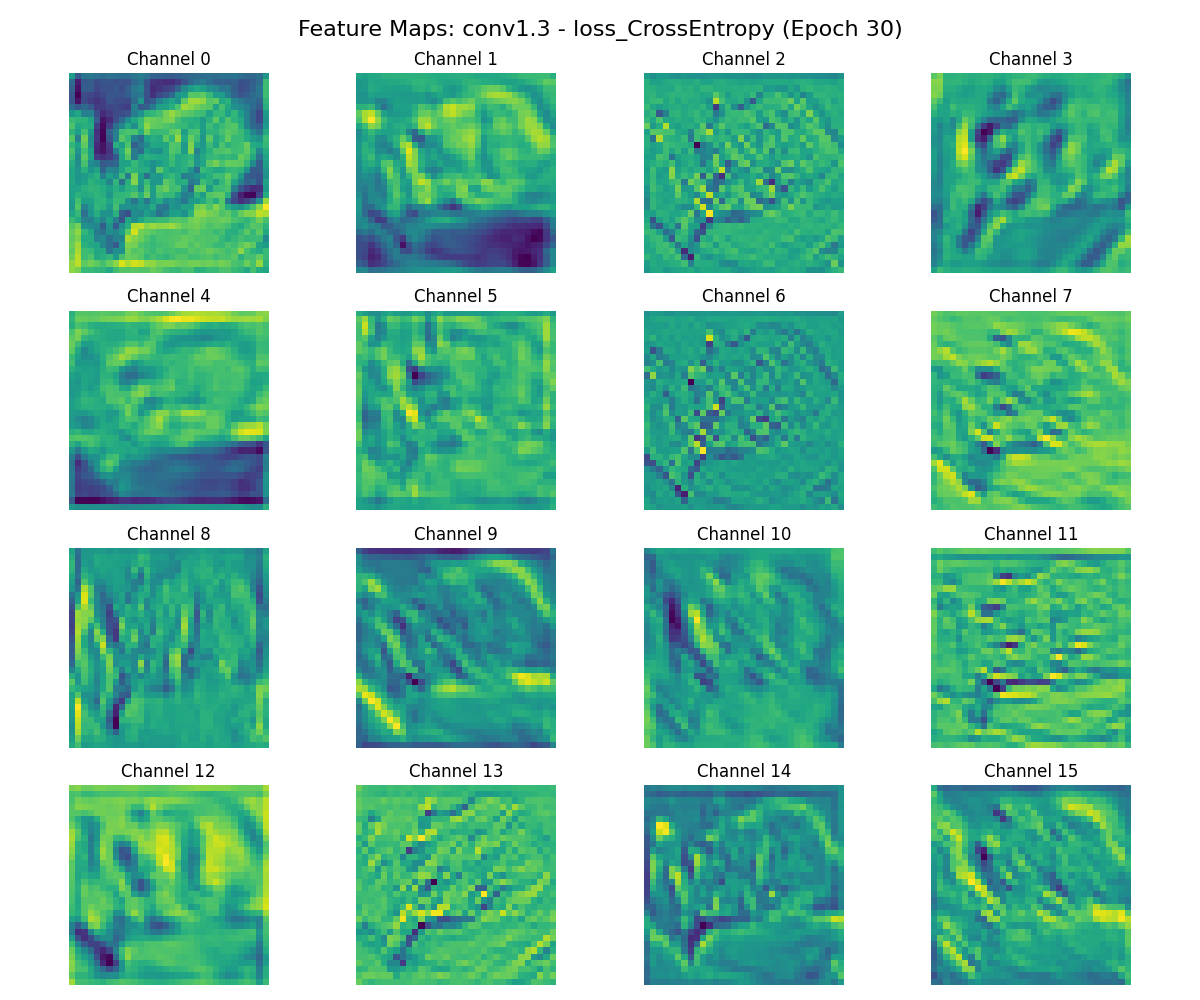 Feature Maps: conv1.3 - loss_CrossEntropy (Epoch 30)
Channel 0 Channel 1 Channel 2 Channel 3
Channel 4 Channel 5 Channel 6 Channel 7
Channel 8 Channel 9 Channel 10 Channel 11
Channel 12 Channel 13 Channel 14 Channel 15